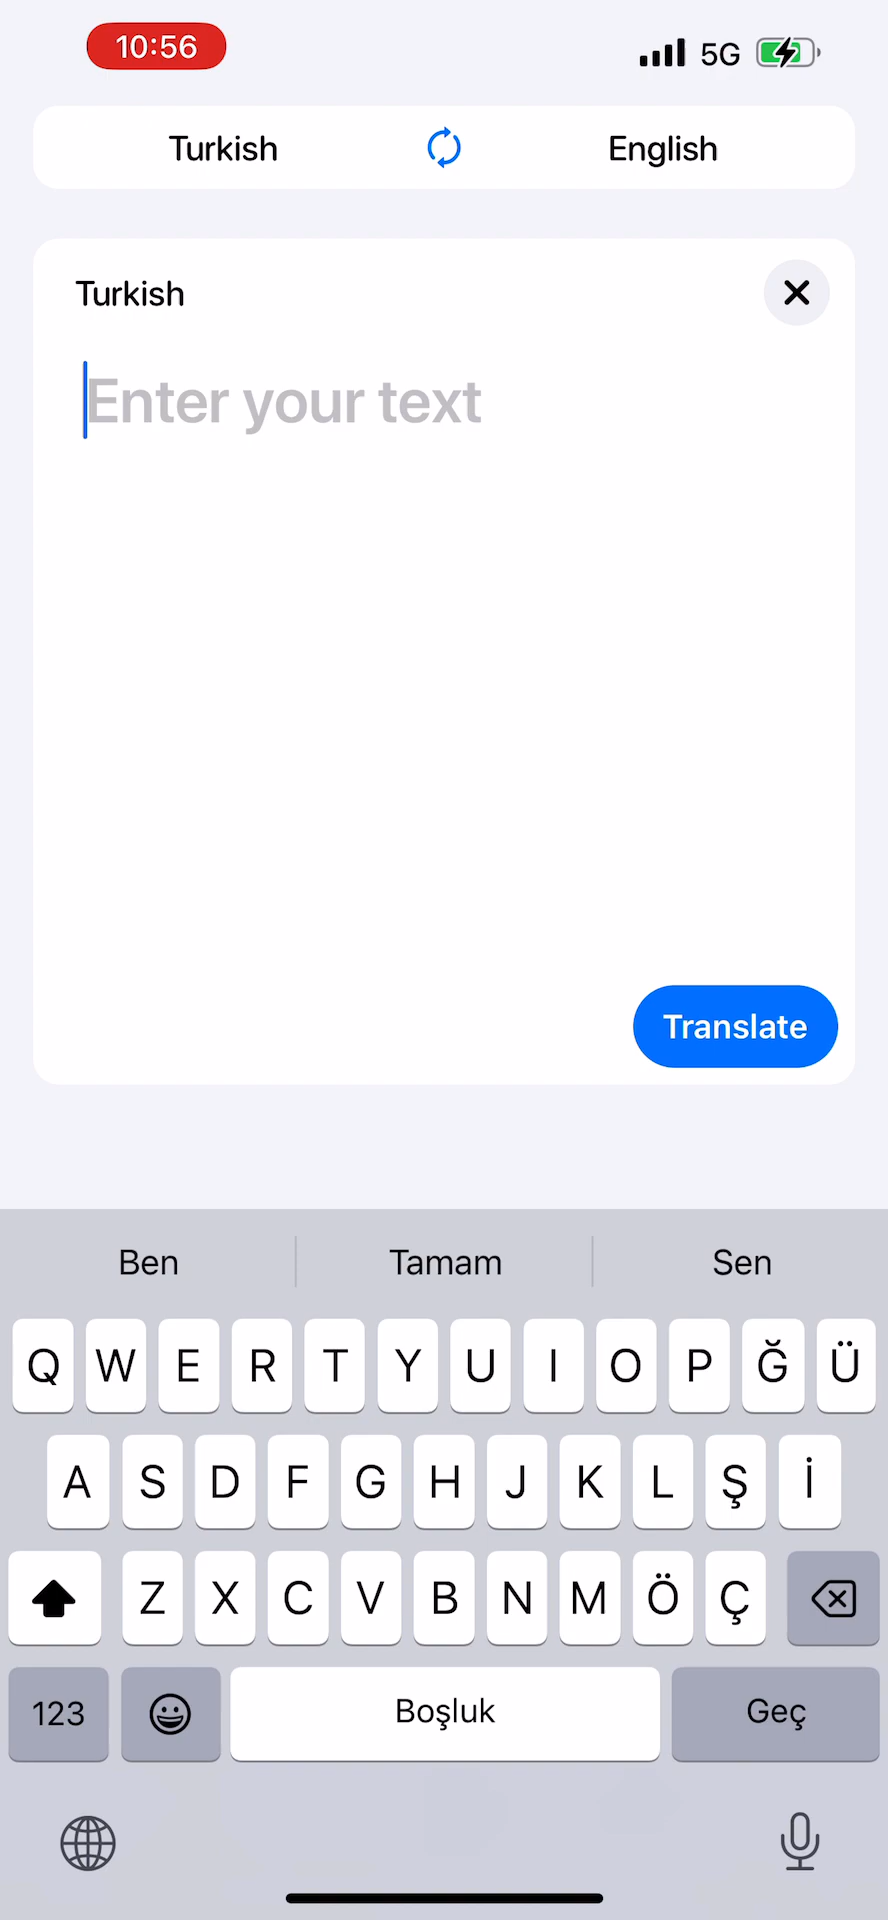 10:56 5G
Turkish English
Turkish
Enter your text
Translate
Ben Tamam Sen
Q W E R T Y U I O P Ğ Ü
A S D F G H J K L Ş İ
Z X C V B N M Ö Ç
123 Boşluk Geç